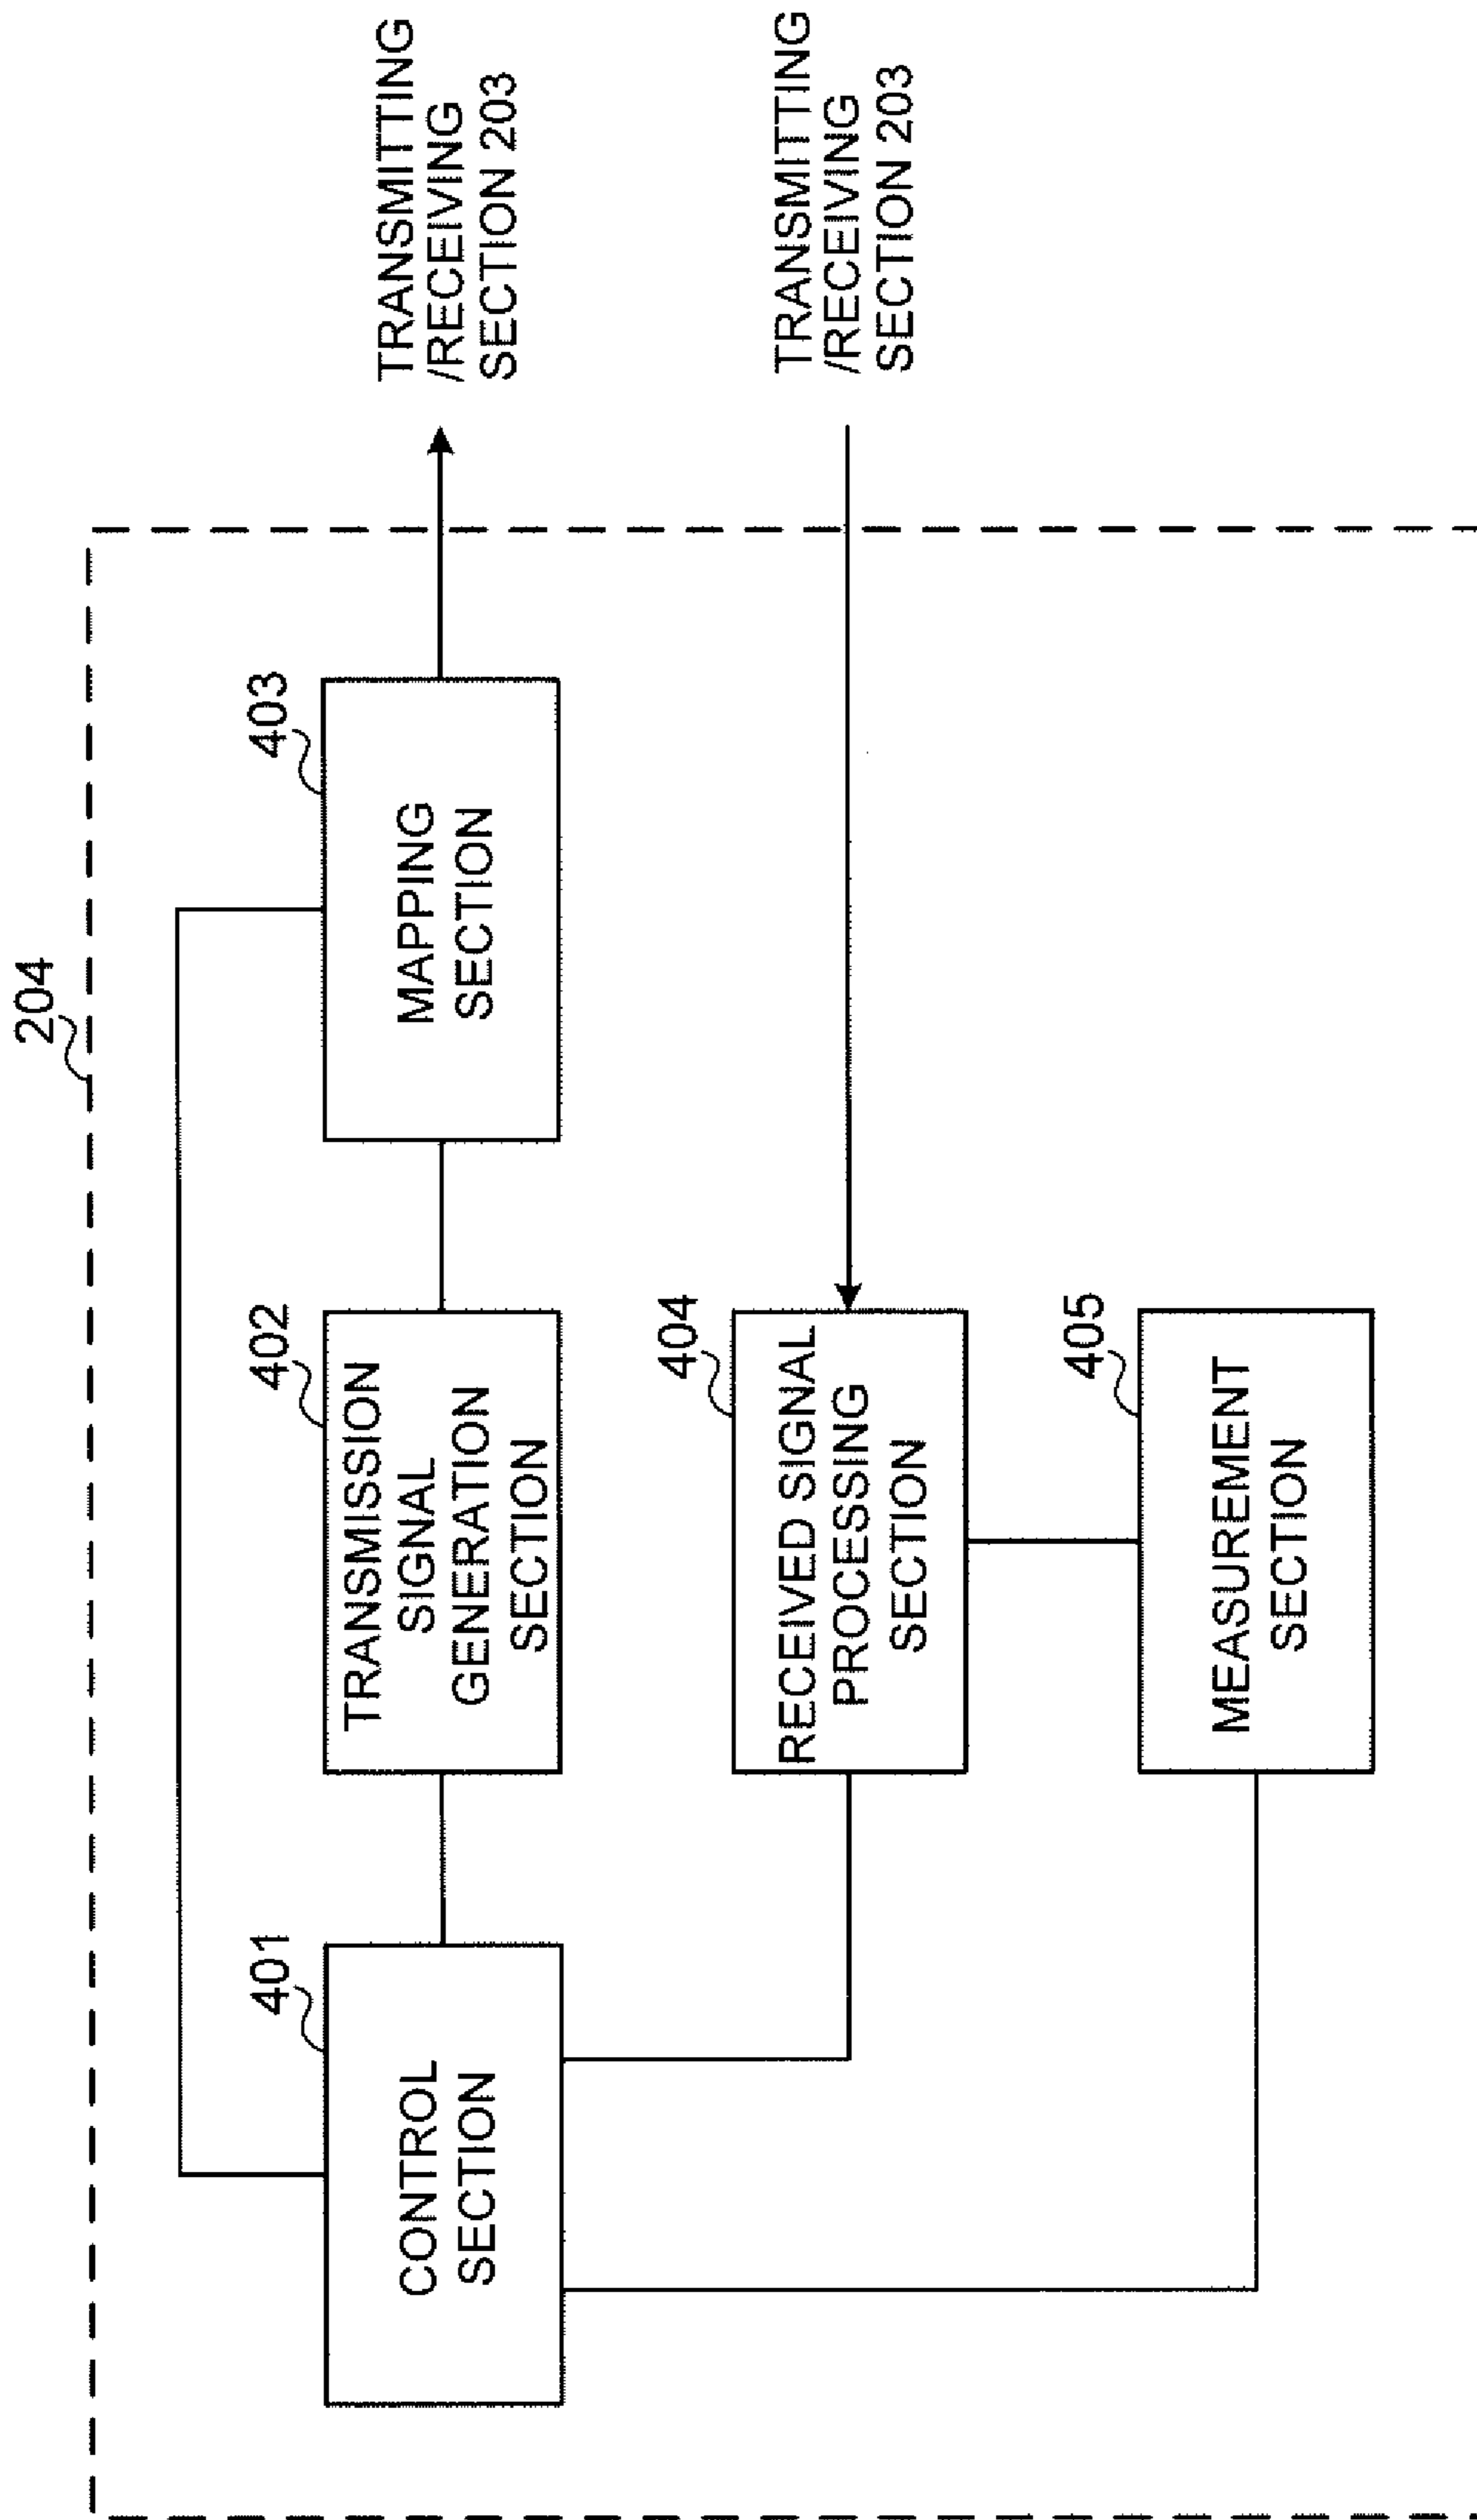 204
401
CONTROL
SECTION
402
TRANSMISSION
SIGNAL
GENERATION
SECTION
403
MAPPING
SECTION
TRANSMITTING
/RECEIVING
SECTION 203
404
RECEIVED SIGNAL
PROCESSING
SECTION
TRANSMITTING
/RECEIVING
SECTION 203
405
MEASUREMENT
SECTION